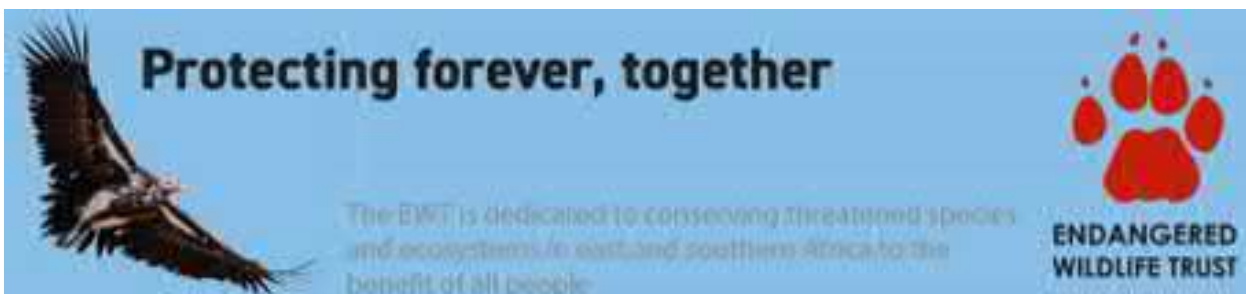 Protecting forever, together
The EWT is dedicated to conserving threatened species
and ecosystems in east and southern Africa to the
benefit of all people
ENDANGERED
WILDLIFE TRUST